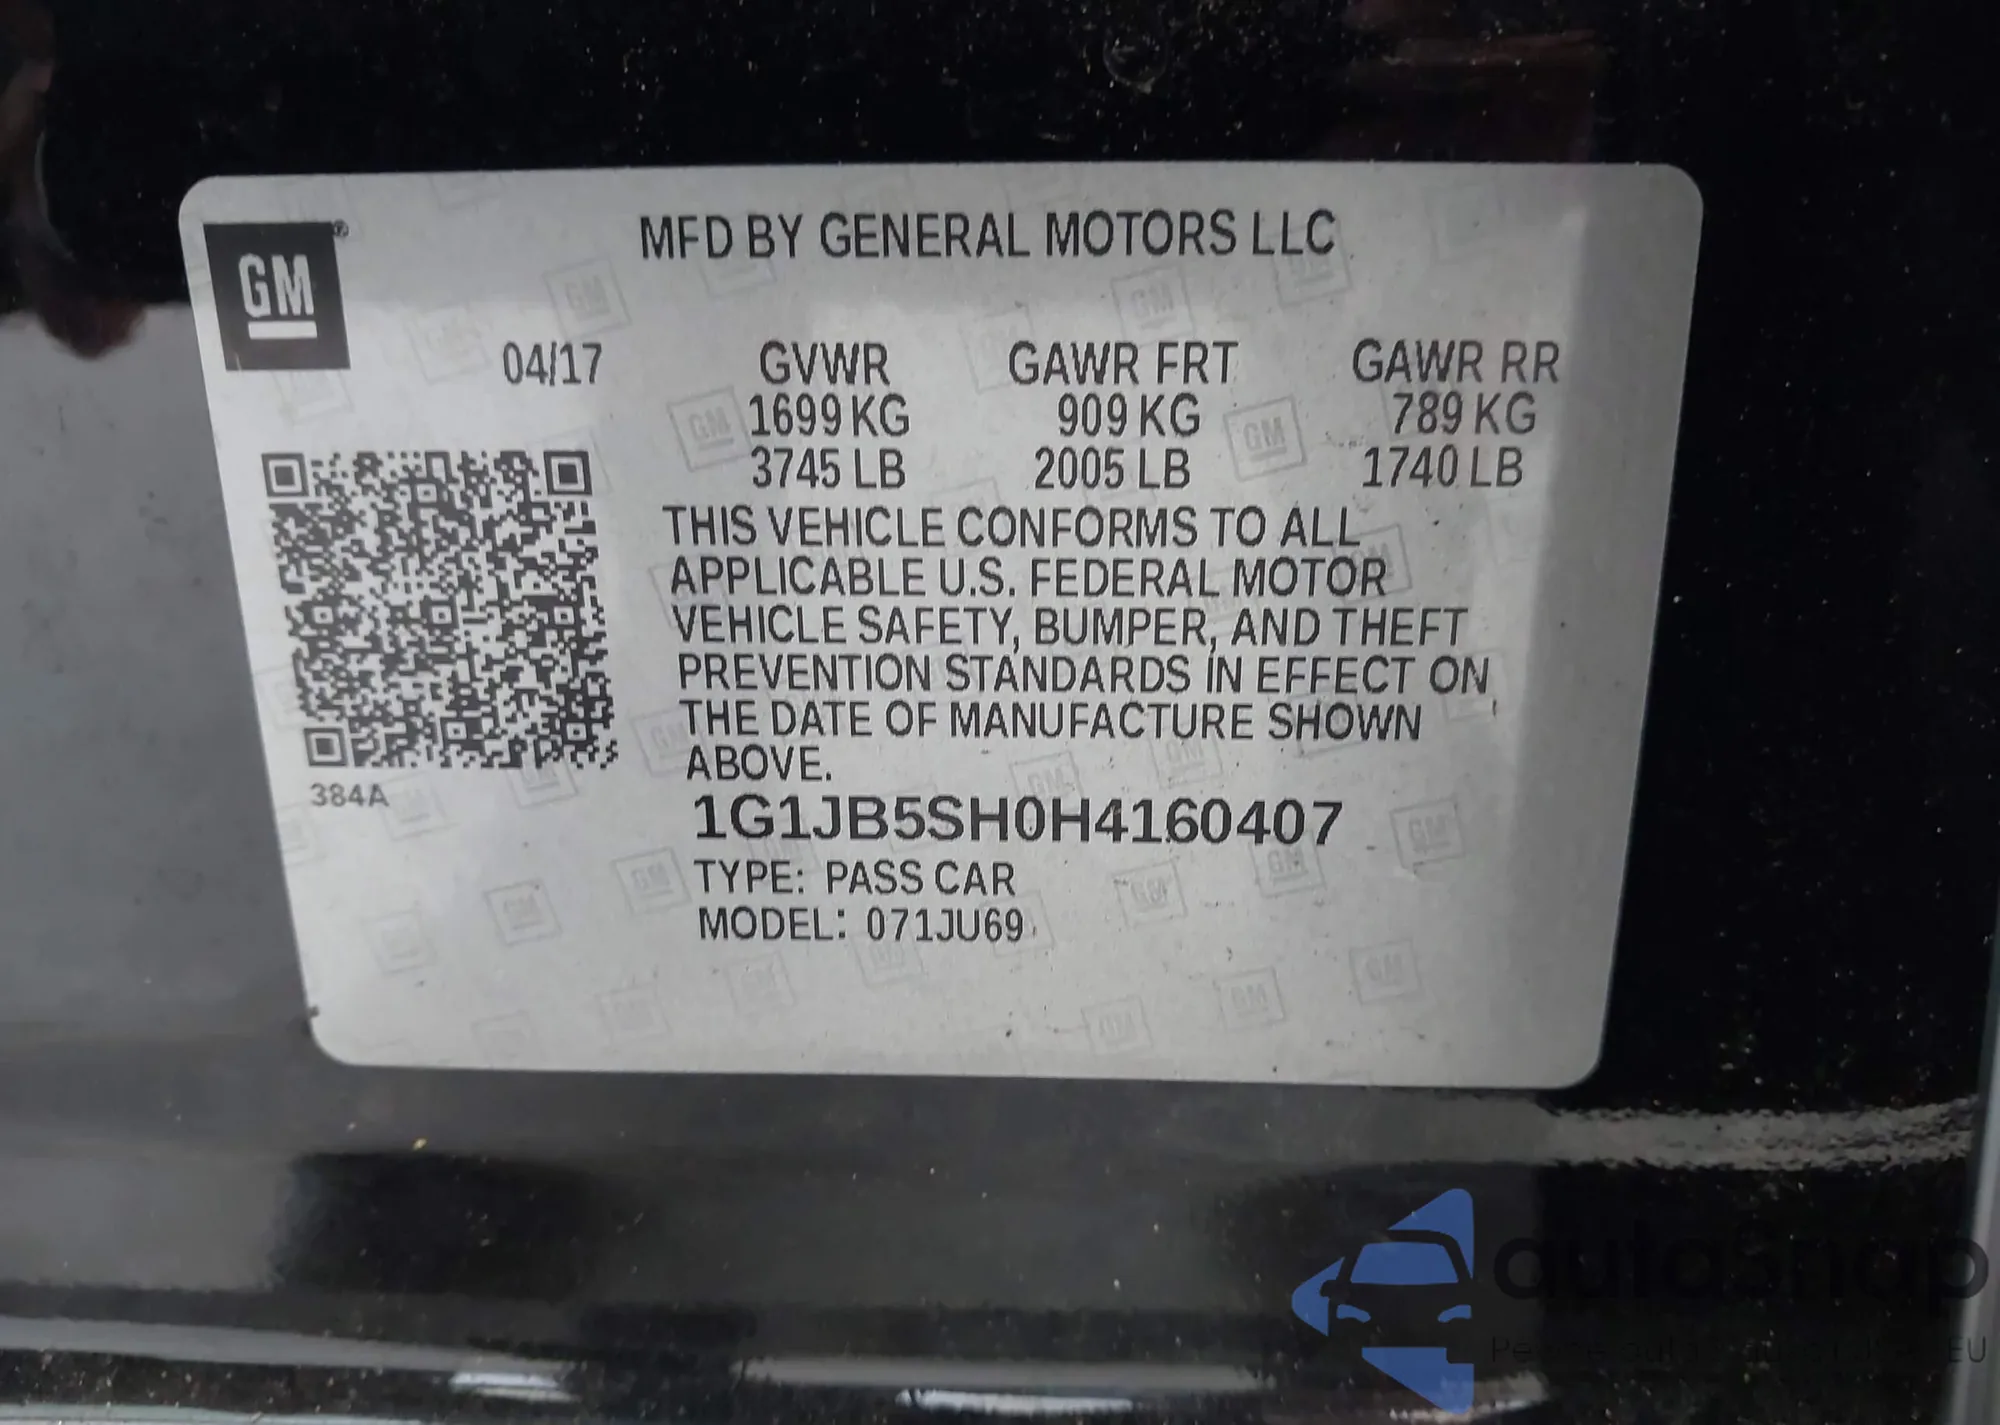 GM
®
MFD BY GENERAL MOTORS LLC
04/17 GVWR GAWR FRT GAWR RR
1699 KG 909 KG 789 KG
3745 LB 2005 LB 1740 LB
THIS VEHICLE CONFORMS TO ALL
APPLICABLE U.S. FEDERAL MOTOR
VEHICLE SAFETY, BUMPER, AND THEFT
PREVENTION STANDARDS IN EFFECT ON
THE DATE OF MANUFACTURE SHOWN
ABOVE.
384A
1G1JB5SH0H4160407
TYPE: PASS CAR
MODEL: 071JU69
autosnap
EU